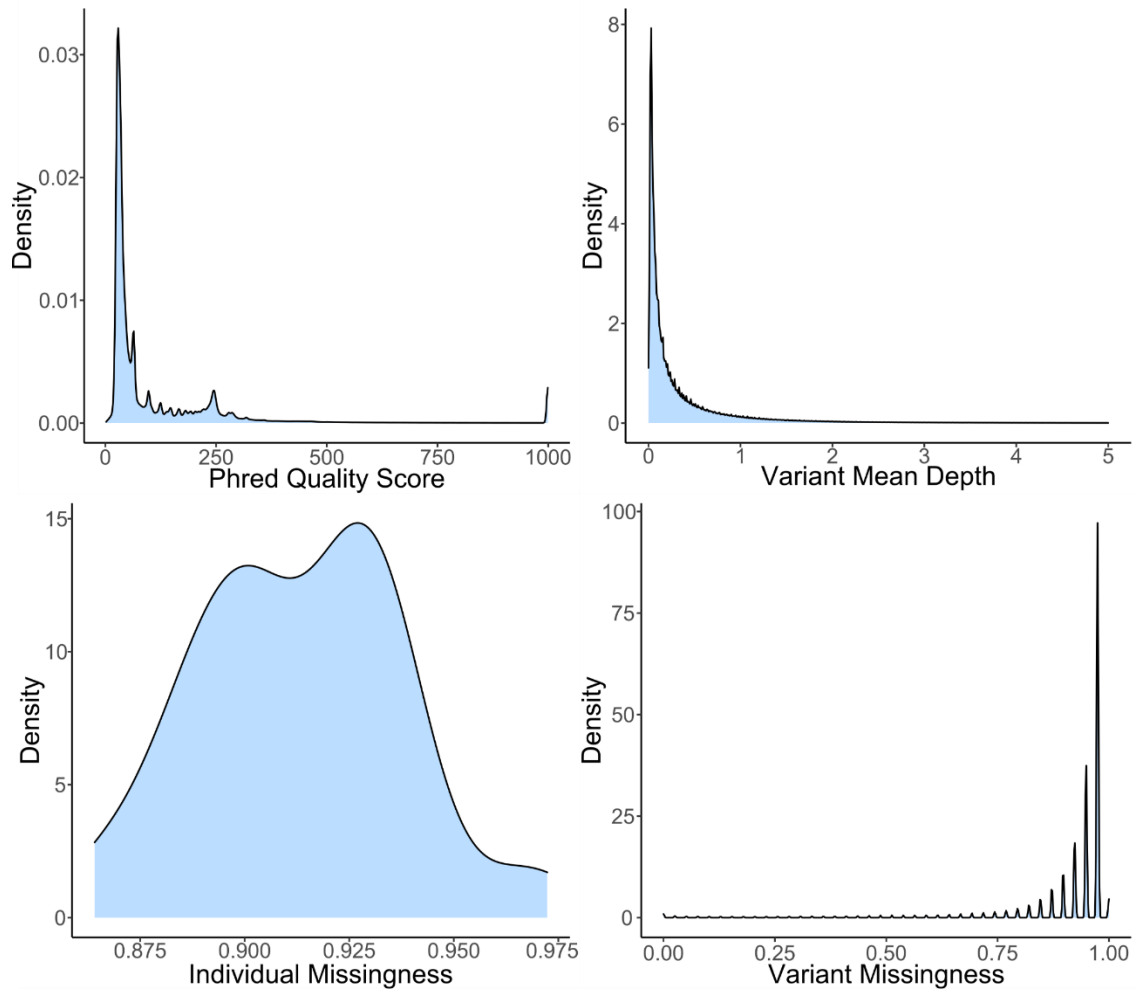 0.03
0.02
0.01
0.00
Density
0 250 500 750 1000
Phred Quality Score
8
6
4
2
0
Density
0 1 2 3 4 5
Variant Mean Depth
15
10
5
0
Density
0.875 0.900 0.925 0.950 0.975
Individual Missingness
100
75
50
25
0
Density
0.00 0.25 0.50 0.75 1.00
Variant Missingness